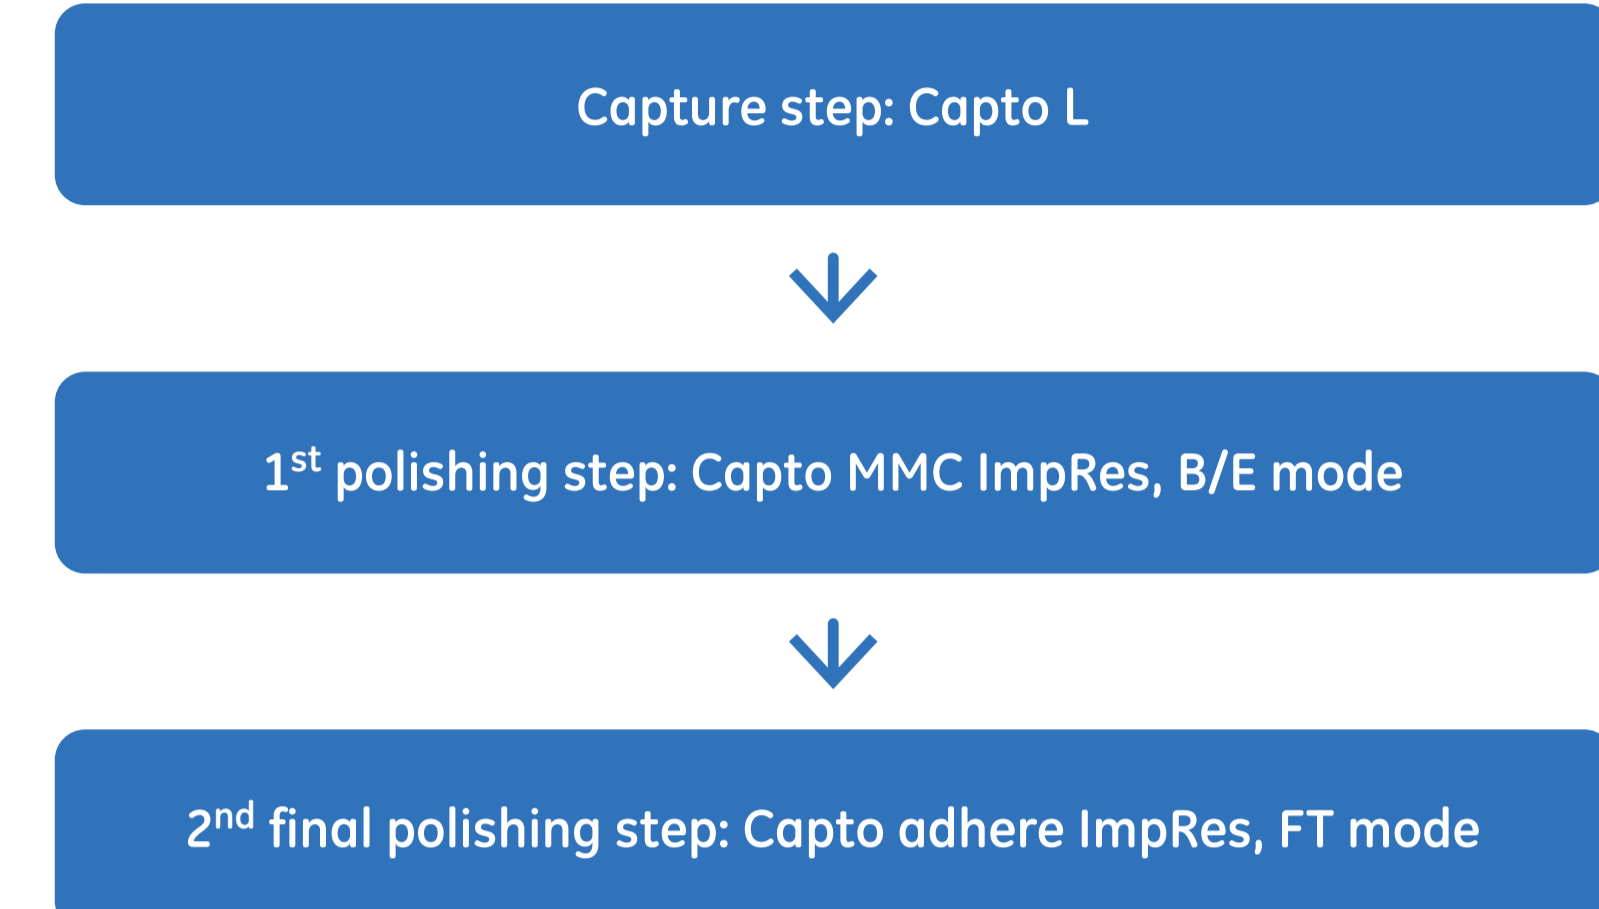 Capture step: Capto L
1st polishing step: Capto MMC ImpRes, B/E mode
2nd final polishing step: Capto adhere ImpRes, FT mode